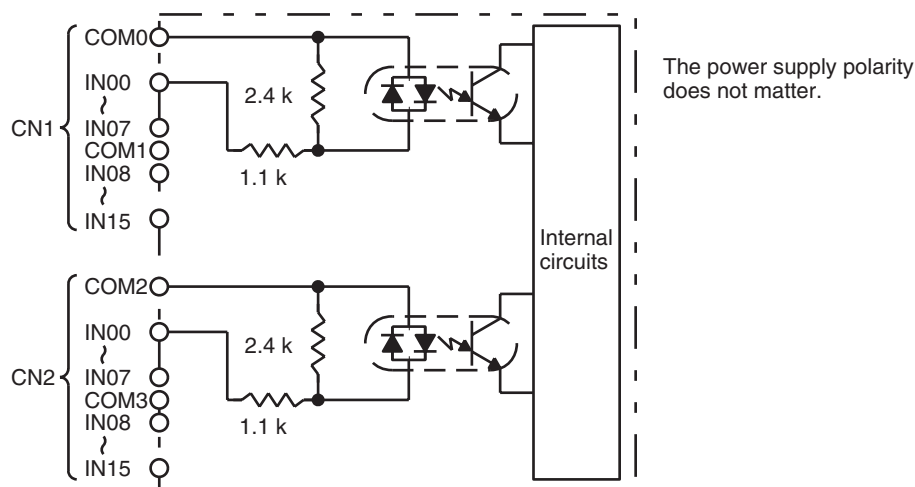 COM0
IN00
~
IN07
COM1
IN08
~
IN15
CN1
2.4 k
1.1 k
The power supply polarity
does not matter.
Internal
circuits
COM2
IN00
~
IN07
COM3
IN08
~
IN15
CN2
2.4 k
1.1 k